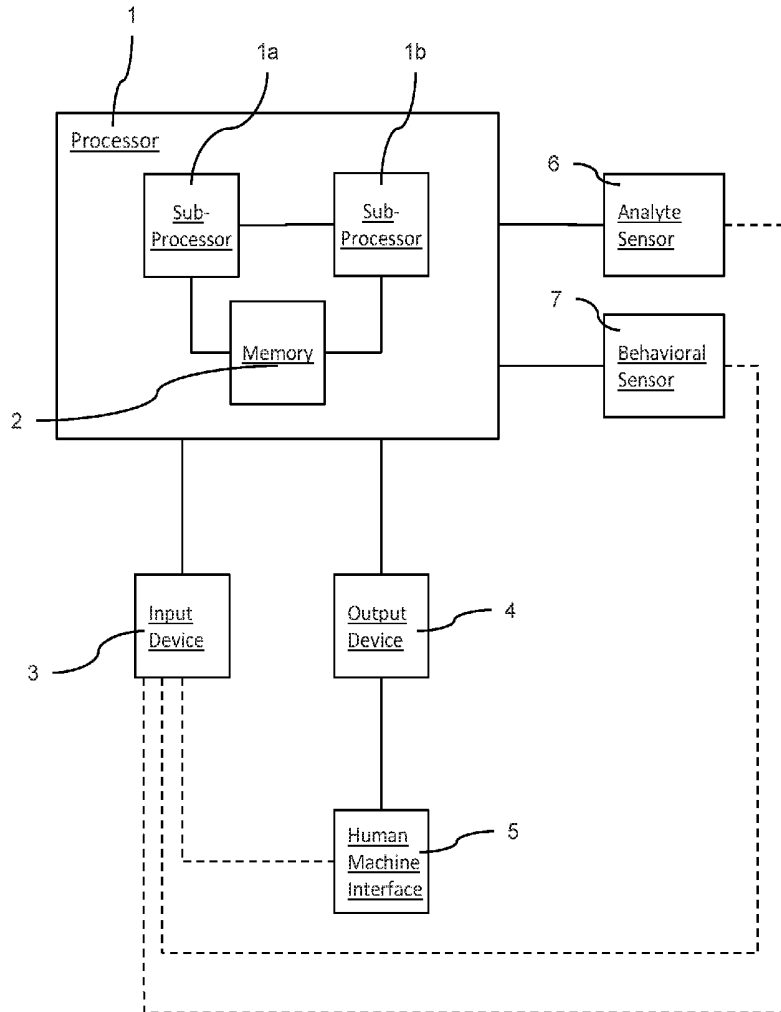 1
1a
1b
Processor
6
Sub-
Processor
Sub-
Processor
Analyte
Sensor
7
Memory
Behavioral
Sensor
2
Input
Device
Output
Device
4
3
Human
Machine
Interface
5